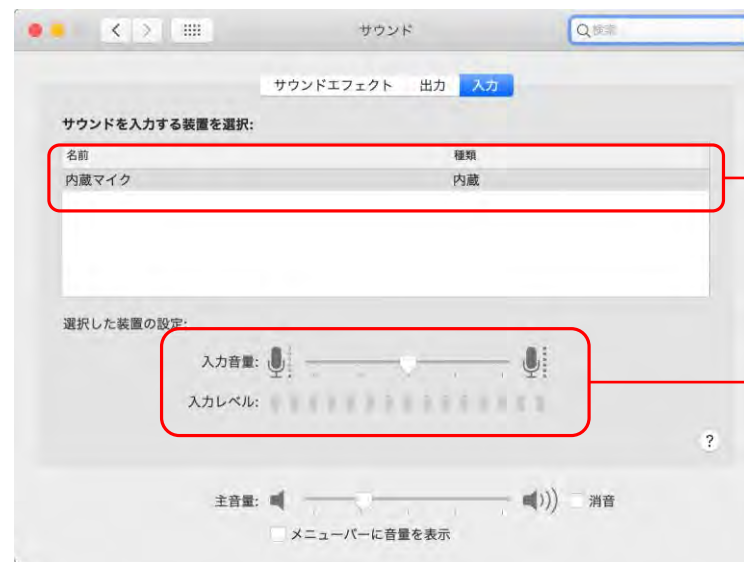 サウンド
検索
サウンドエフェクト 出力 入力
サウンドを入力する装置を選択:
名前 種類
内蔵マイク 内蔵
選択した装置の設定:
入力音量:
入力レベル:
?
主音量: 消音
メニューバーに音量を表示